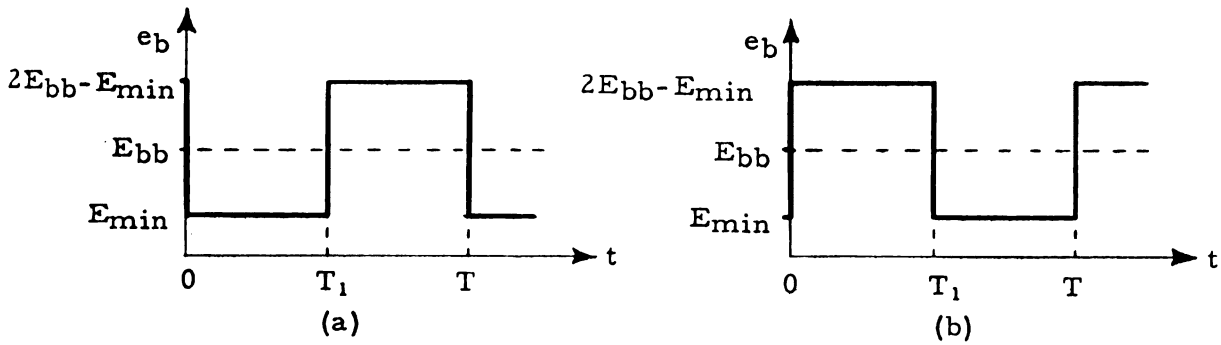 e_b
2E_bb-E_min
E_bb
E_min
0
T_1
T
t
(a)
e_b
2E_bb-E_min
E_bb
E_min
0
T_1
T
t
(b)